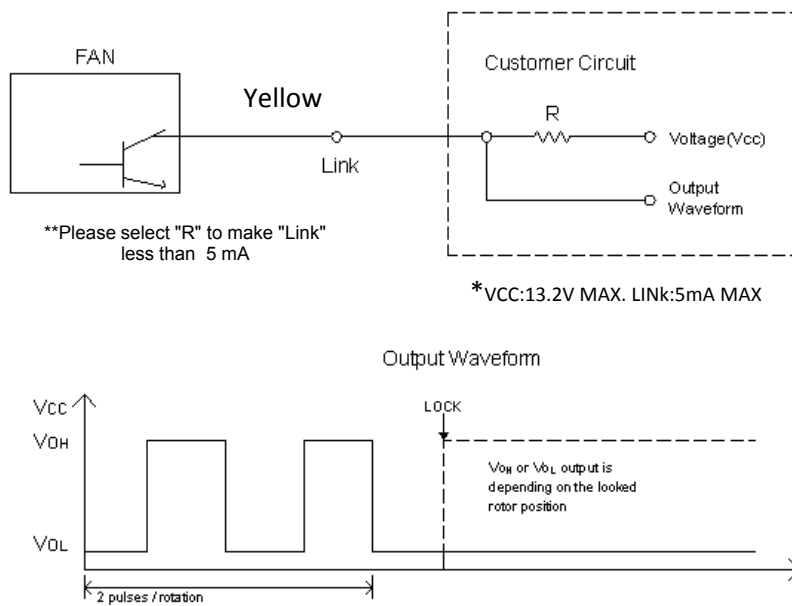 FAN
Customer Circuit
Yellow
R
Link
Voltage(Vcc)
Output
Waveform
**Please select "R" to make "Link"
less than 5 mA
*VCC:13.2V MAX. LINk:5mA MAX
Output Waveform
VCC
LOCK
VOH
VOH or VOL output is
depending on the looked
rotor position
VOL
2 pulses / rotation